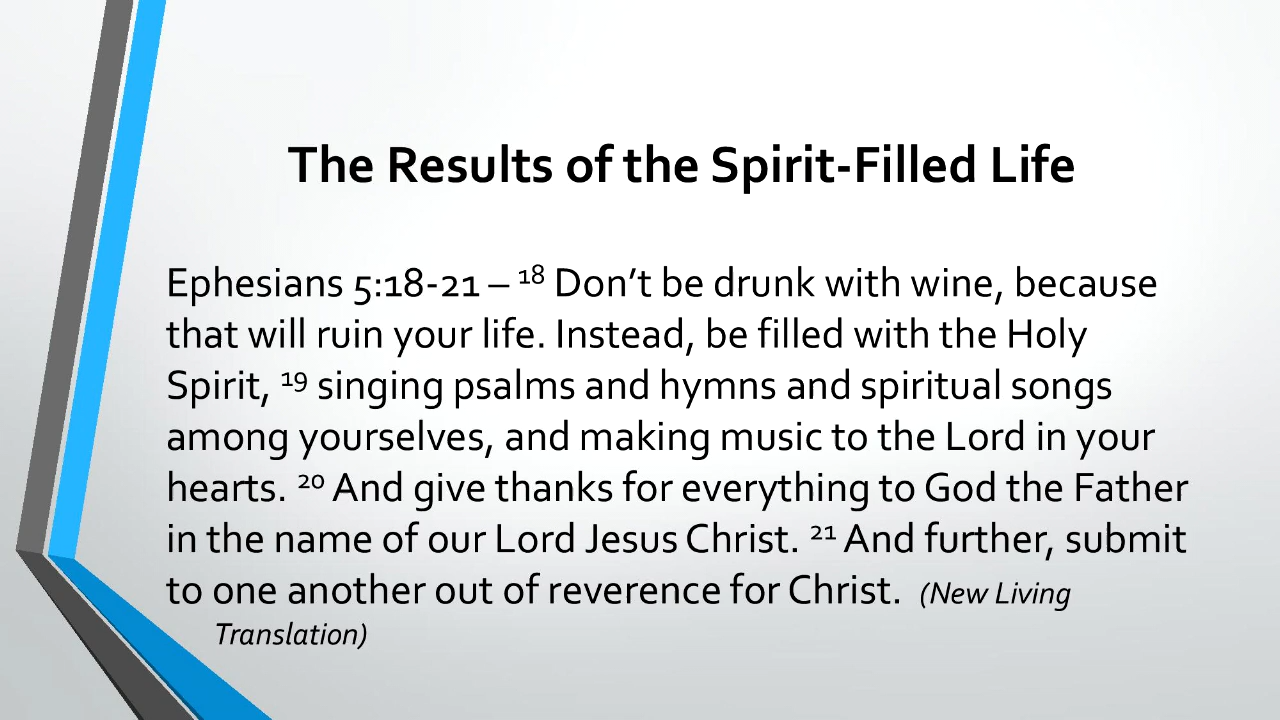 The Results of the Spirit-Filled Life
Ephesians 5:18-21 – ¹⁸ Don’t be drunk with wine, because
that will ruin your life. Instead, be filled with the Holy
Spirit, ¹⁹ singing psalms and hymns and spiritual songs
among yourselves, and making music to the Lord in your
hearts. ²⁰ And give thanks for everything to God the Father
in the name of our Lord Jesus Christ. ²¹ And further, submit
to one another out of reverence for Christ. (New Living
Translation)